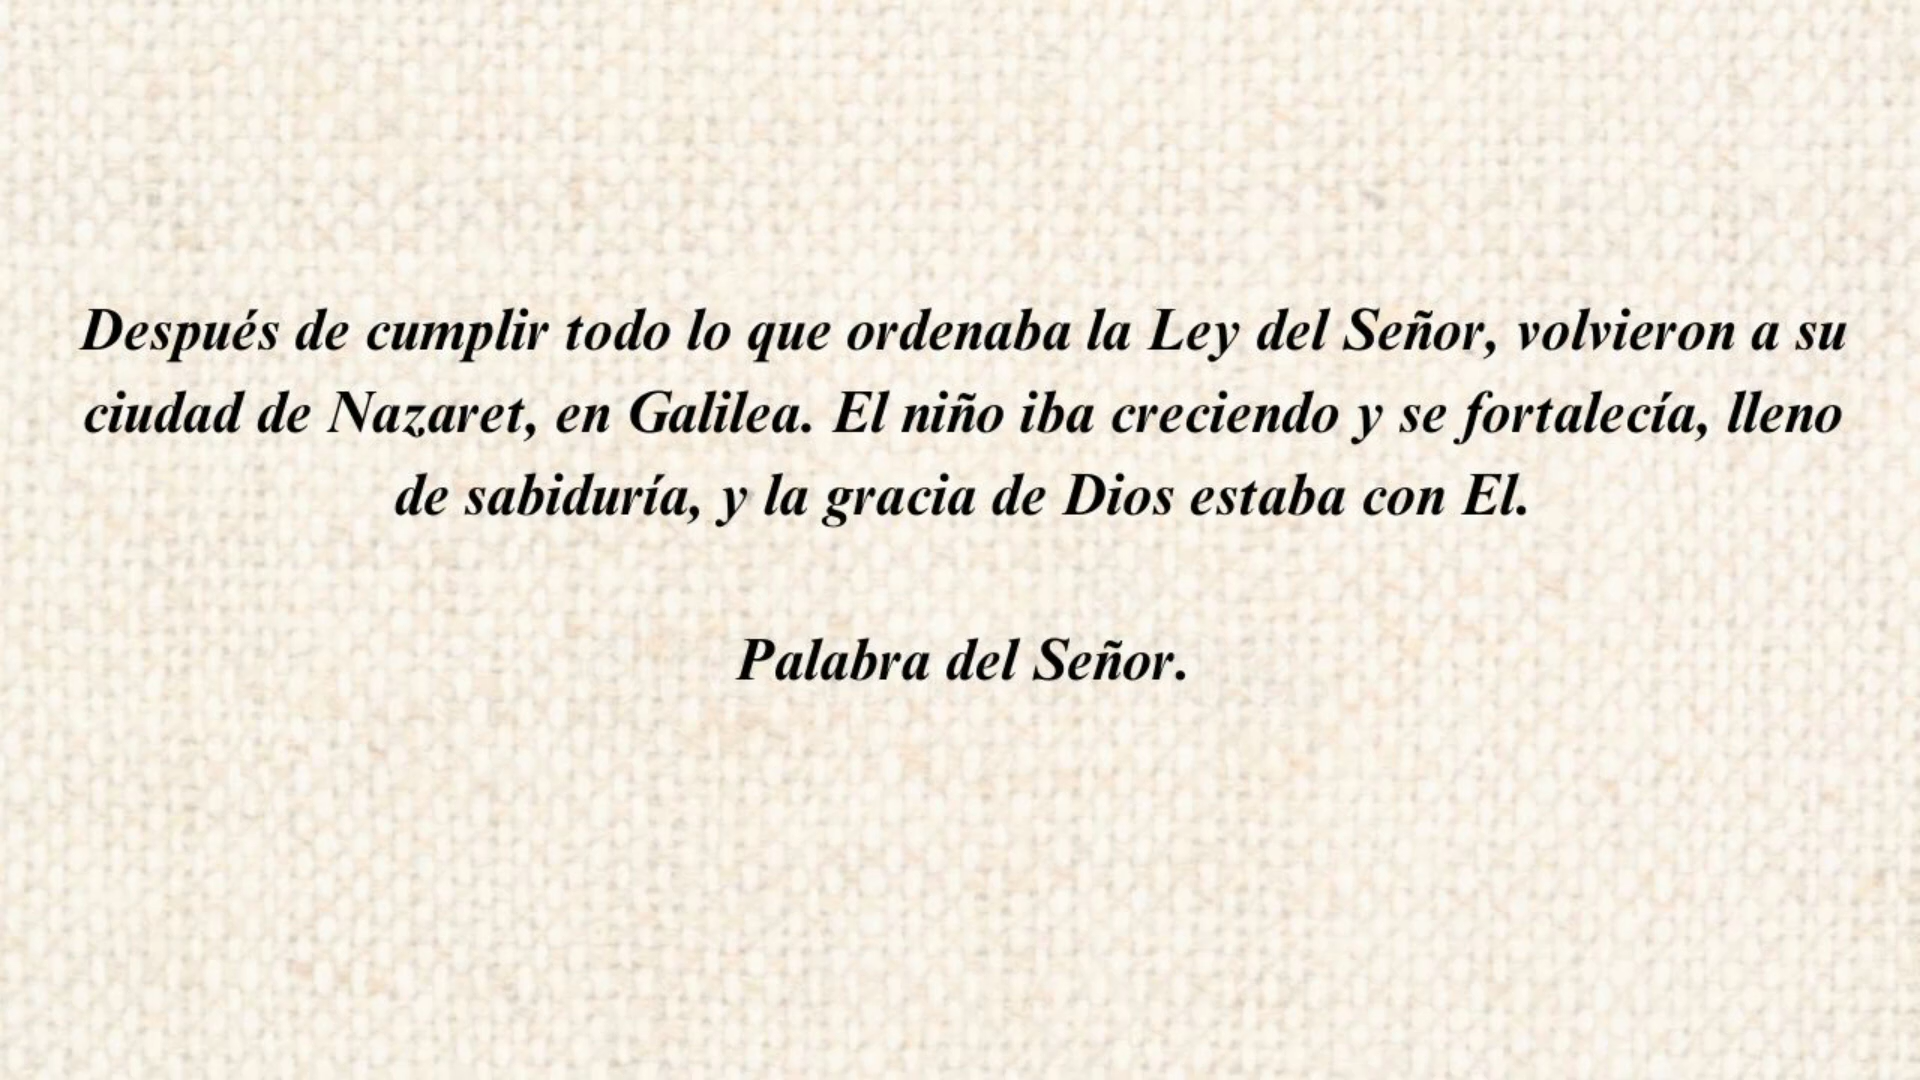 Después de cumplir todo lo que ordenaba la Ley del Señor, volvieron a su
ciudad de Nazaret, en Galilea. El niño iba creciendo y se fortalecía, lleno
de sabiduría, y la gracia de Dios estaba con El.
Palabra del Señor.